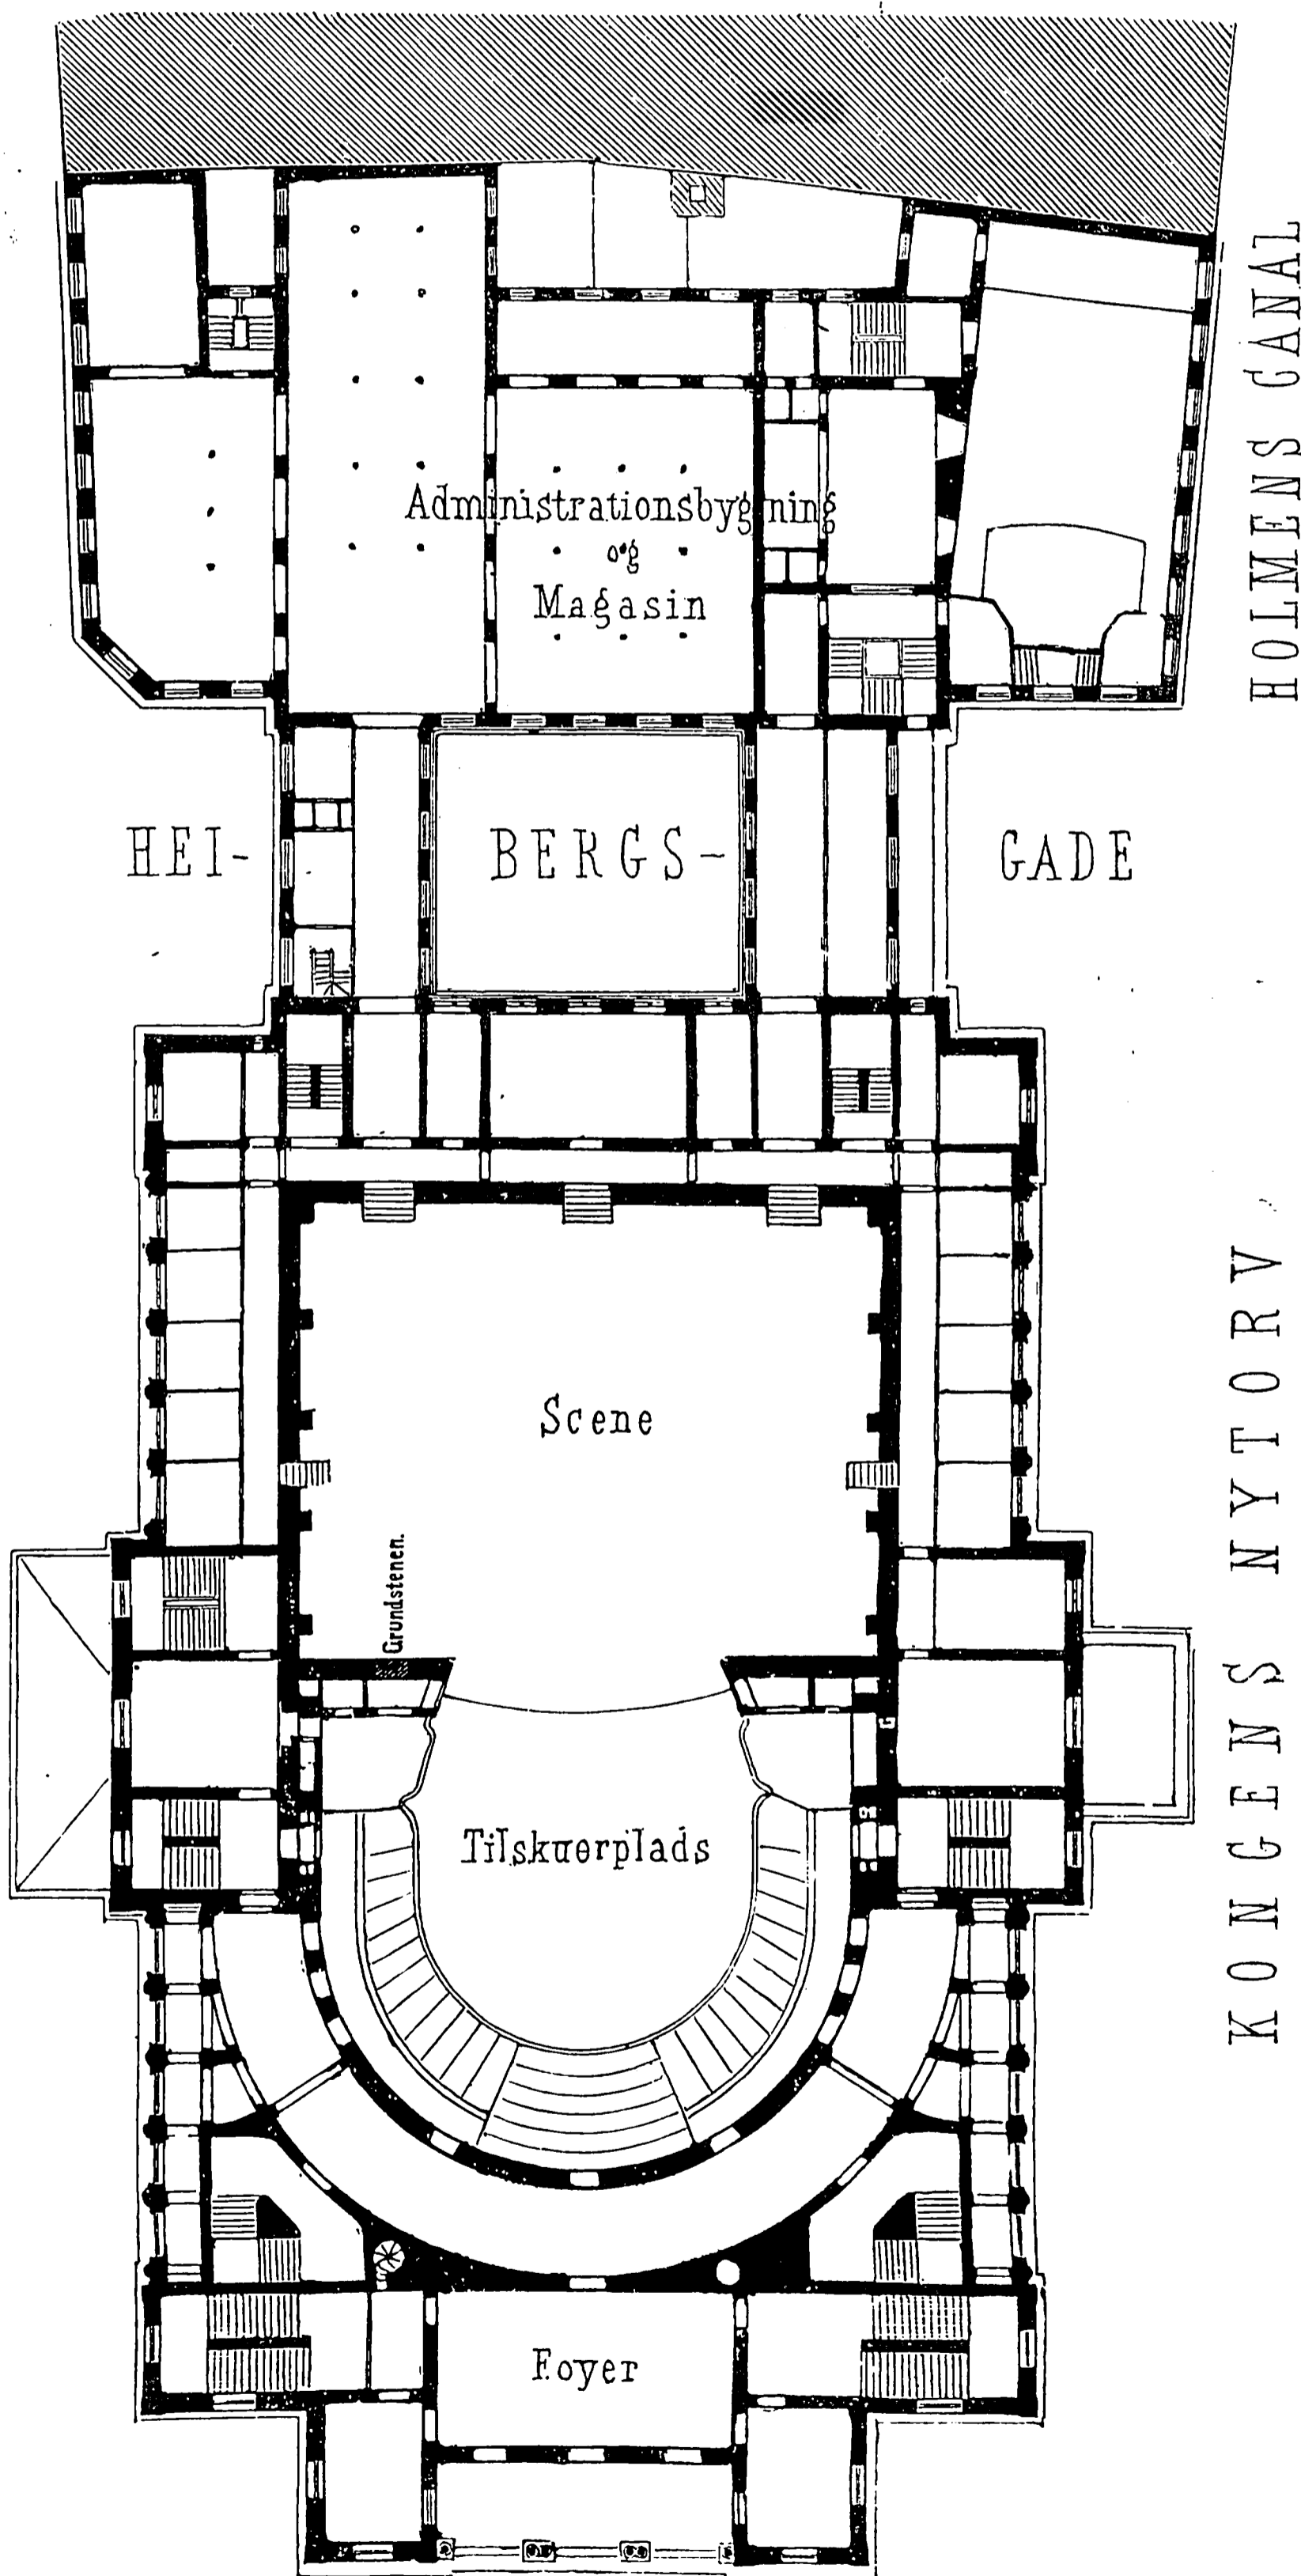 HOLMENS CANAL
Administrationsbygning
og
Magasin
HEI-
BERGS-
GADE
KONGENS NYTORV
Scene
Grundstenen.
Tilskuerplads
Foyer